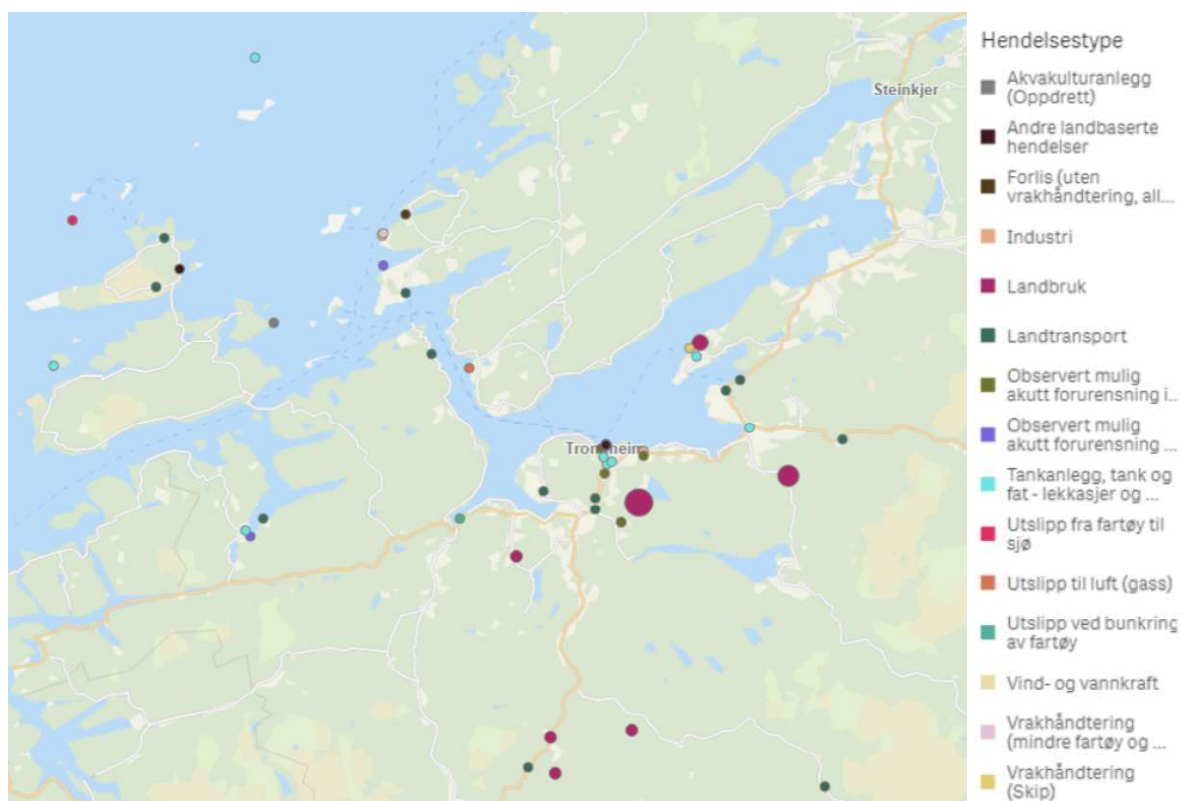 Steinkjer
Trondheim
Hendelsestype
Akvakulturanlegg
(Oppdrett)
Andre landbaserte
hendelser
Forlis (uten
vrakhåndtering, all...
Industri
Landbruk
Landtransport
Observert mulig
akutt forurensning i...
Observert mulig
akutt forurensning ...
Tankanlegg, tank og
fat - lekkasjer og ...
Utslipp fra fartøy til
sjø
Utslipp til luft (gass)
Utslipp ved bunkring
av fartøy
Vind- og vannkraft
Vrakhåndtering
(mindre fartøy og ...
Vrakhåndtering
(Skip)